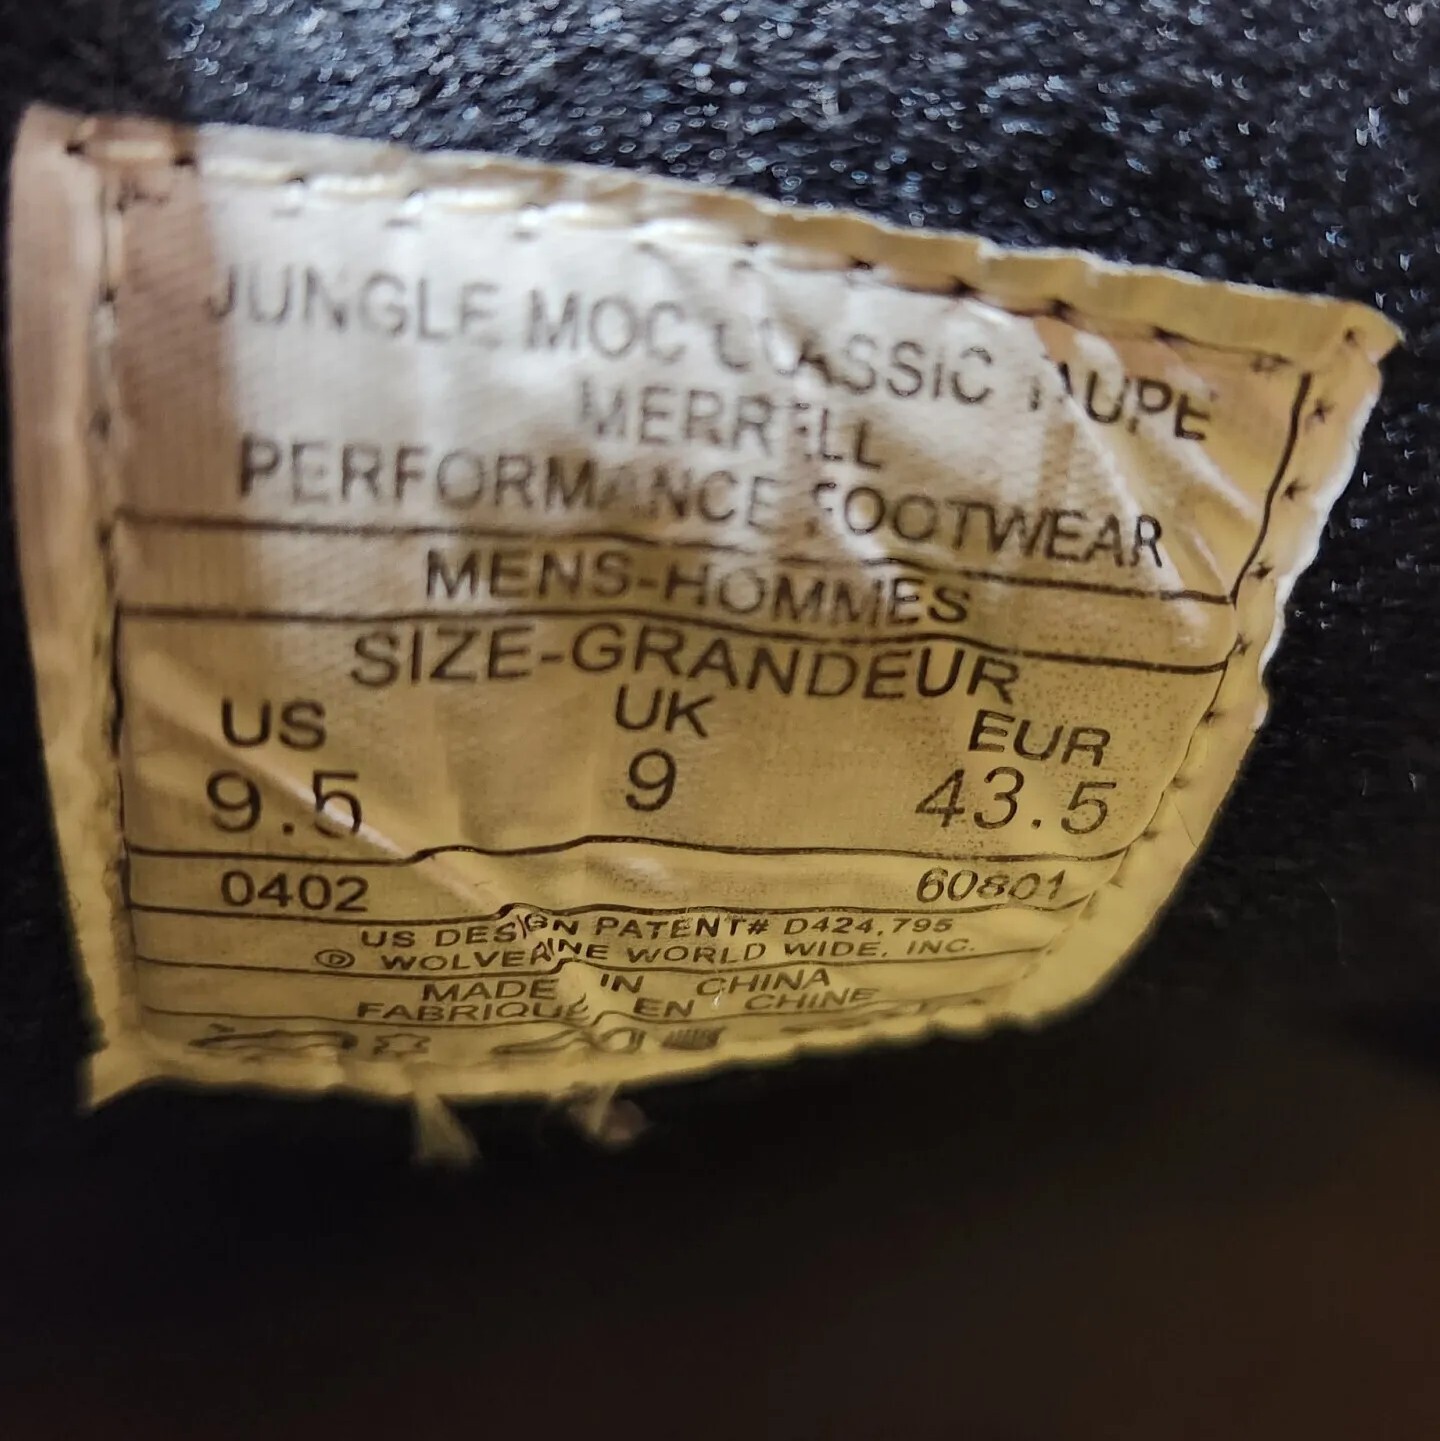 JUNGLE MOC CLASSIC TAUPE
MERRELL
PERFORMANCE FOOTWEAR
MENS-HOMMES
SIZE-GRANDEUR
US UK EUR
9.5 9 43.5
0402 60801
US DESIGN PATENT# D424,795
© WOLVERINE WORLD WIDE, INC.
MADE IN CHINA
FABRIQUE EN CHINE